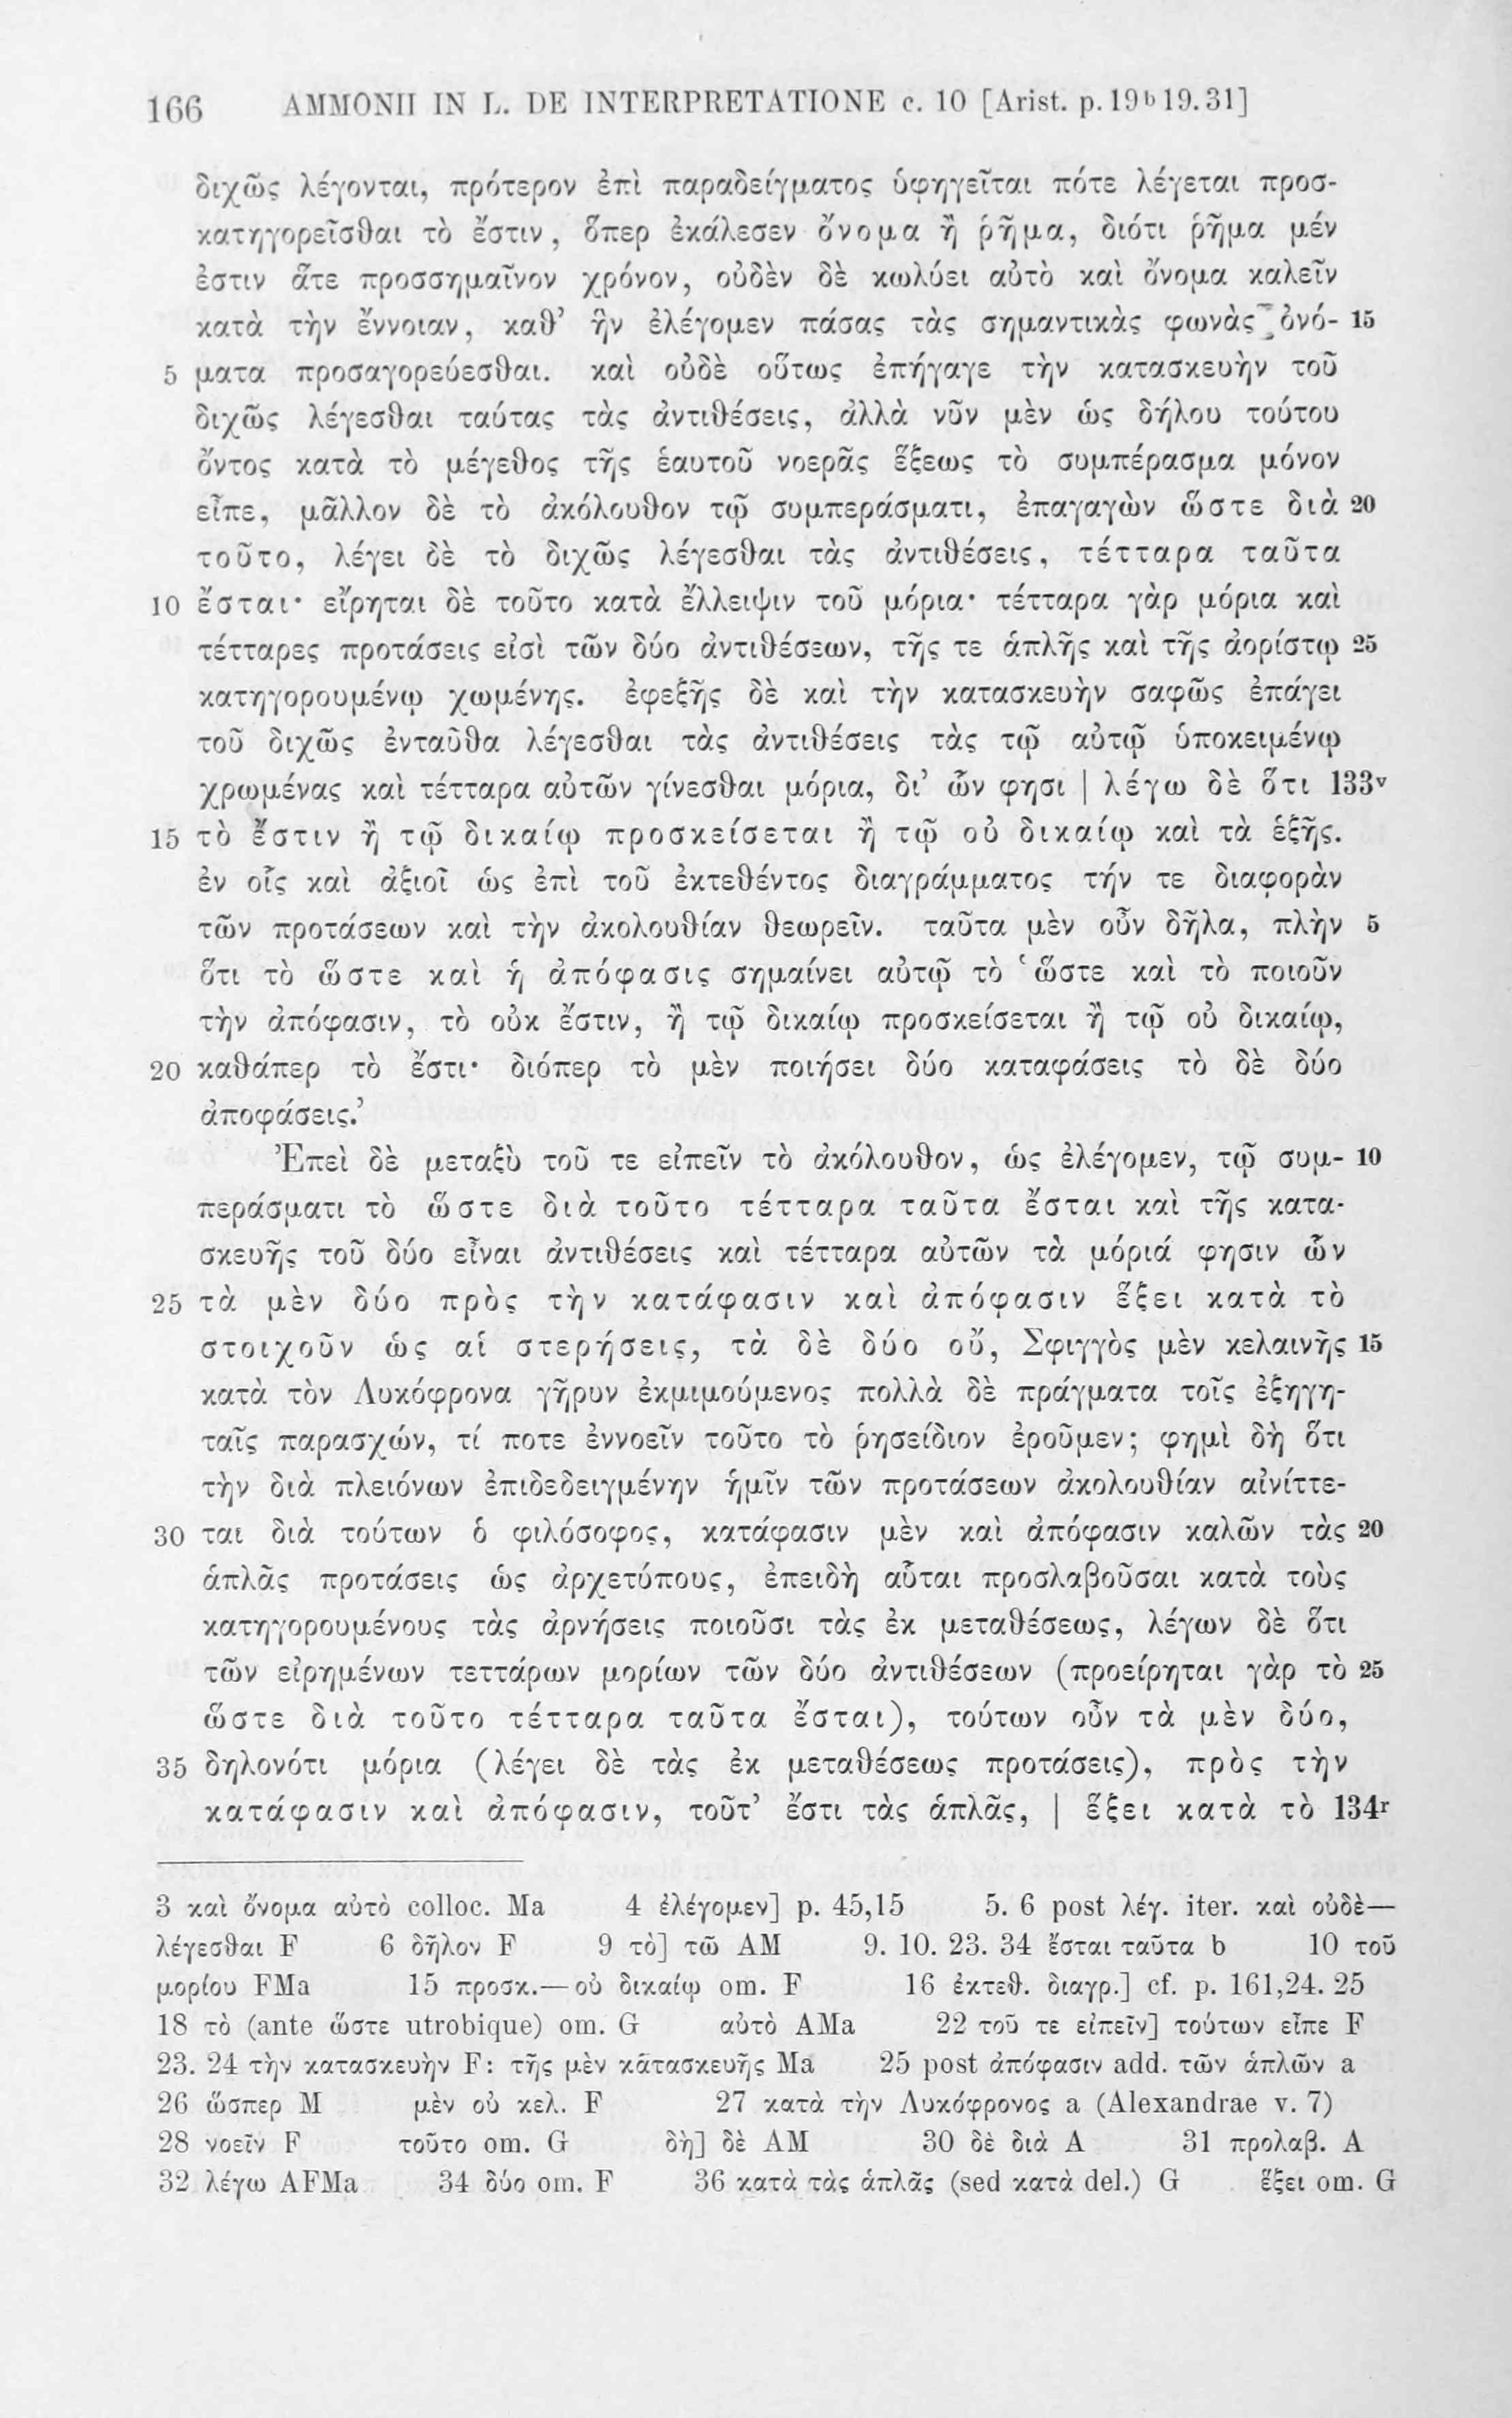 166 AMMONII IN L. DE INTERPRETATIONE c. 10 [Arist. p. 19ᵇ19.31]
διχῶς λέγονται, πρότερον ἐπὶ παραδείγματος ὑφηγεῖται πότε λέγεται προσ-
κατηγορεῖσθαι τὸ ἔστιν, ὅπερ ἐκάλεσεν ὄνομα ἢ ῥῆμα, διότι ῥῆμα μέν
ἐστιν ἅτε προσσημαῖνον χρόνον, οὐδὲν δὲ κωλύει αὐτὸ καὶ ὄνομα καλεῖν
κατὰ τὴν ἔννοιαν, καθ’ ἣν ἐλέγομεν πάσας τὰς σημαντικὰς φωνὰς ὀνό- 15
5 ματα προσαγορεύεσθαι. καὶ οὐδὲ οὕτως ἐπήγαγε τὴν κατασκευὴν τοῦ
διχῶς λέγεσθαι ταύτας τὰς ἀντιθέσεις, ἀλλὰ νῦν μὲν ὡς δήλου τούτου
ὄντος κατὰ τὸ μέγεθος τῆς ἑαυτοῦ νοερᾶς ἕξεως τὸ συμπέρασμα μόνον
εἶπε, μᾶλλον δὲ τὸ ἀκόλουθον τῷ συμπεράσματι, ἐπαγαγὼν ὥστε διὰ 20
τοῦτο, λέγει δὲ τὸ διχῶς λέγεσθαι τὰς ἀντιθέσεις, τέτταρα ταῦτα
10 ἔσται· εἴρηται δὲ τοῦτο κατὰ ἔλλειψιν τοῦ μόρια· τέτταρα γὰρ μόρια καὶ
τέτταρες προτάσεις εἰσὶ τῶν δύο ἀντιθέσεων, τῆς τε ἁπλῆς καὶ τῆς ἀορίστῳ 25
κατηγορουμένῳ χωμένης. ἐφεξῆς δὲ καὶ τὴν κατασκευὴν σαφῶς ἐπάγει
τοῦ διχῶς ἐνταῦθα λέγεσθαι τὰς ἀντιθέσεις τὰς τῷ αὐτῷ ὑποκειμένῳ
χρωμένας καὶ τέτταρα αὐτῶν γίνεσθαι μόρια, δι’ ὧν φησι | λέγω δὲ ὅτι 133ᵛ
15 τὸ ἔστιν ἢ τῷ δικαίῳ προσκείσεται ἢ τῷ οὐ δικαίῳ καὶ τὰ ἑξῆς.
ἐν οἷς καὶ ἀξιοῖ ὡς ἐπὶ τοῦ ἐκτεθέντος διαγράμματος τήν τε διαφορὰν
τῶν προτάσεων καὶ τὴν ἀκολουθίαν θεωρεῖν. ταῦτα μὲν οὖν δῆλα, πλὴν 5
ὅτι τὸ ὥστε καὶ ἡ ἀπόφασις σημαίνει αὐτῷ τὸ ‘ὥστε καὶ τὸ ποιοῦν
τὴν ἀπόφασιν, τὸ οὐκ ἔστιν, ἢ τῷ δικαίῳ προσκείσεται ἢ τῷ οὐ δικαίῳ,
20 καθάπερ τὸ ἔστι· διόπερ τὸ μὲν ποιήσει δύο καταφάσεις τὸ δὲ δύο
ἀποφάσεις.’
Ἐπεὶ δὲ μεταξὺ τοῦ τε εἰπεῖν τὸ ἀκόλουθον, ὡς ἐλέγομεν, τῷ συμ- 10
περάσματι τὸ ὥστε διὰ τοῦτο τέτταρα ταῦτα ἔσται καὶ τῆς κατα-
σκευῆς τοῦ δύο εἶναι ἀντιθέσεις καὶ τέτταρα αὐτῶν τὰ μόριά φησιν ὧν
25 τὰ μὲν δύο πρὸς τὴν κατάφασιν καὶ ἀπόφασιν ἕξει κατὰ τὸ
στοιχοῦν ὡς αἱ στερήσεις, τὰ δὲ δύο οὔ, Σφιγγὸς μὲν κελαινῆς 15
κατὰ τὸν Λυκόφρονα γῆρυν ἐκμιμούμενος πολλὰ δὲ πράγματα τοῖς ἐξηγη-
ταῖς παρασχών, τί ποτε ἐννοεῖν τοῦτο τὸ ῥησείδιον ἐροῦμεν; φημὶ δὴ ὅτι
τὴν διὰ πλειόνων ἐπιδεδειγμένην ἡμῖν τῶν προτάσεων ἀκολουθίαν αἰνίττε-
30 ται διὰ τούτων ὁ φιλόσοφος, κατάφασιν μὲν καὶ ἀπόφασιν καλῶν τὰς 20
ἁπλᾶς προτάσεις ὡς ἀρχετύπους, ἐπειδὴ αὗται προσλαβοῦσαι κατὰ τοὺς
κατηγορουμένους τὰς ἀρνήσεις ποιοῦσι τὰς ἐκ μεταθέσεως, λέγων δὲ ὅτι
τῶν εἰρημένων τεττάρων μορίων τῶν δύο ἀντιθέσεων (προείρηται γὰρ τὸ 25
ὥστε διὰ τοῦτο τέτταρα ταῦτα ἔσται), τούτων οὖν τὰ μὲν δύο,
35 δηλονότι μόρια (λέγει δὲ τὰς ἐκ μεταθέσεως προτάσεις), πρὸς τὴν
κατάφασιν καὶ ἀπόφασιν, τοῦτ’ ἔστι τὰς ἁπλᾶς, | ἕξει κατὰ τὸ 134ʳ
3 καὶ ὄνομα αὐτὸ colloc. Ma 4 ἐλέγομεν] p. 45,15 5. 6 post λέγ. iter. καὶ οὐδὲ—
λέγεσθαι F 6 δῆλον F 9 τὸ] τῶ AM 9. 10. 23. 34 ἔσται ταῦτα b 10 τοῦ
μορίου FMa 15 προσκ.—οὐ δικαίῳ om. F 16 ἐκτεθ. διαγρ.] cf. p. 161,24. 25
18 τὸ (ante ὥστε utrobique) om. G αὐτὸ AMa 22 τοῦ τε εἰπεῖν] τούτων εἶπε F
23. 24 τὴν κατασκευὴν F: τῆς μὲν κατασκευῆς Ma 25 post ἀπόφασιν add. τῶν ἁπλῶν a
26 ὥσπερ M μὲν οὐ κελ. F 27 κατὰ τὴν Λυκόφρονος a (Alexandrae v. 7)
28 νοεῖν F τοῦτο om. G δὴ] δὲ AM 30 δὲ διὰ A 31 προλαβ. A
32 λέγω AFMa 34 δύο om. F 36 κατὰ τὰς ἁπλᾶς (sed κατὰ del.) G ἕξει om. G